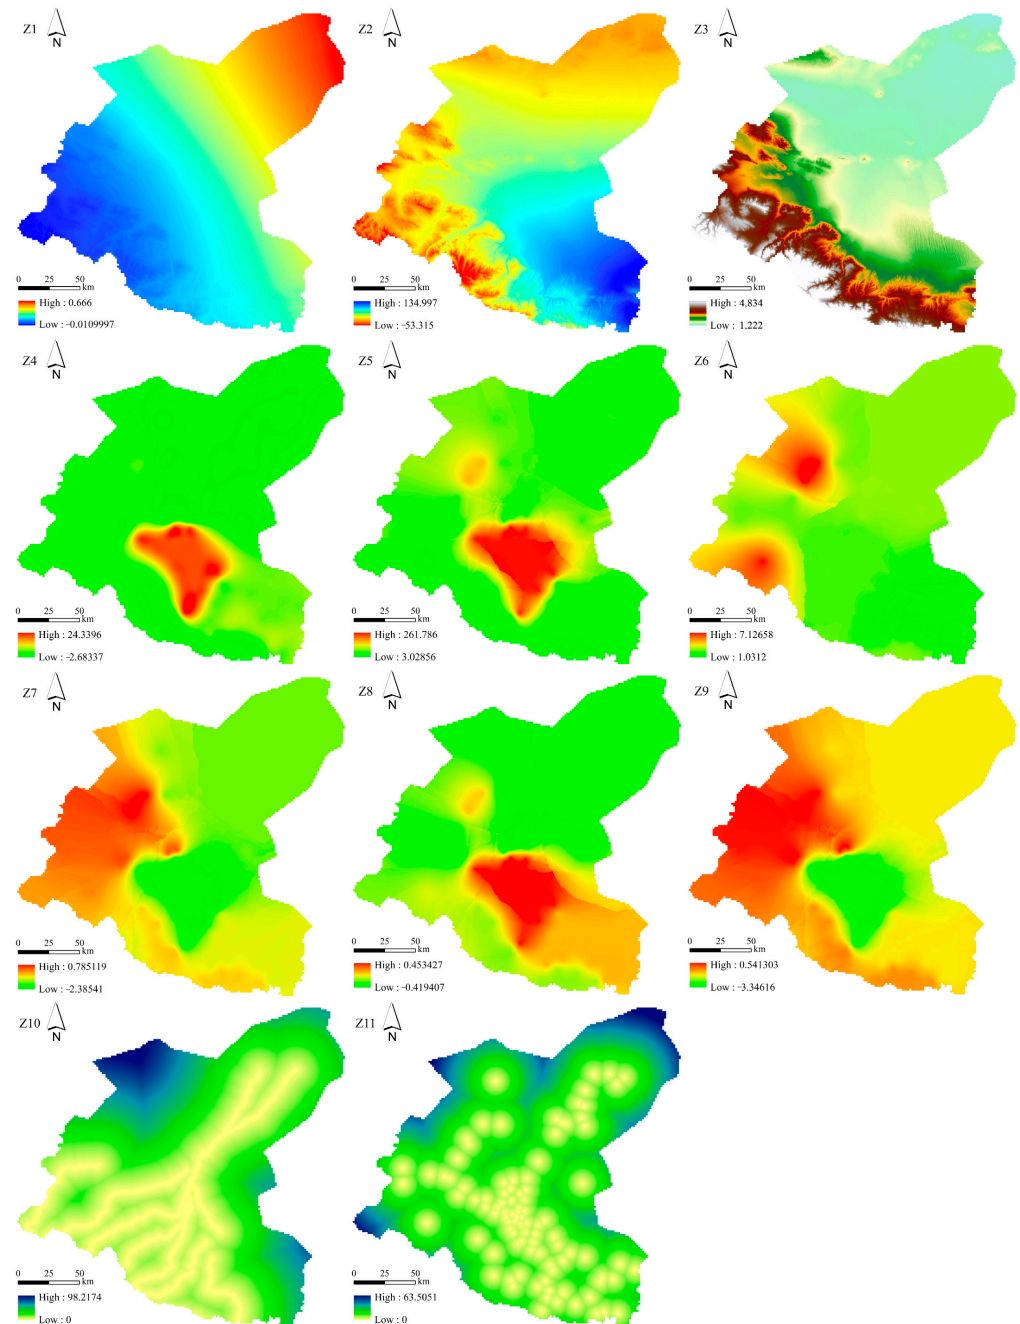 Z1
N
0 25 50
km
High : 0.666
Low : −0.0109997
Z2
N
0 25 50
km
High : 134.997
Low : −53.315
Z3
N
0 25 50
km
High : 4,834
Low : 1,222
Z4
N
0 25 50
km
High : 24.3396
Low : −2.68337
Z5
N
0 25 50
km
High : 261.786
Low : 3.02856
Z6
N
0 25 50
km
High : 7.12658
Low : 1.0312
Z7
N
0 25 50
km
High : 0.785119
Low : −2.38541
Z8
N
0 25 50
km
High : 0.453427
Low : −0.419407
Z9
N
0 25 50
km
High : 0.541303
Low : −3.34616
Z10
N
0 25 50
km
High : 98.2174
Low : 0
Z11
N
0 25 50
km
High : 63.5051
Low : 0